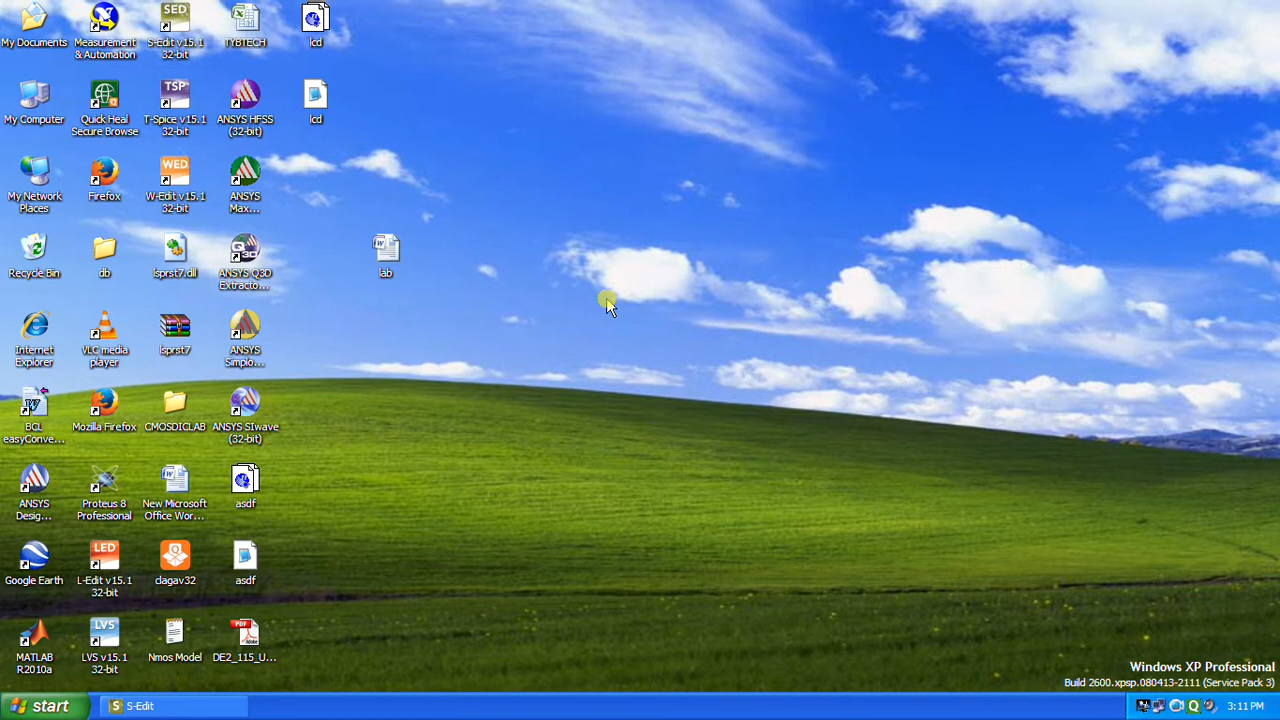 My Documents
Measurement
& Automation
SED
S-Edit v15.1
32-bit
TYBTECH
lcd
My Computer
Quick Heal
Secure Browse
TSP
T-Spice v15.1
32-bit
ANSYS HFSS
(32-bit)
lcd
My Network
Places
Firefox
WED
W-Edit v15.1
32-bit
ANSYS
Max...
Recycle Bin
db
lsprst7.dll
Q3D
ANSYS Q3D
Extracto...
lab
Internet
Explorer
VLC media
player
lsprst7
ANSYS
Simplo...
BCL
easyConve...
Mozilla Firefox
CMOSDICLAB
ANSYS SIwave
(32-bit)
ANSYS
Desig...
Proteus 8
Professional
New Microsoft
Office Wor...
asdf
Google Earth
LED
L-Edit v15.1
32-bit
clagav32
asdf
MATLAB
R2010a
LVS
LVS v15.1
32-bit
Nmos Model
PDF
DE2_115_U...
Windows XP Professional
Build 2600.xpsp.080413-2111 (Service Pack 3)
start
S-Edit
3:11 PM